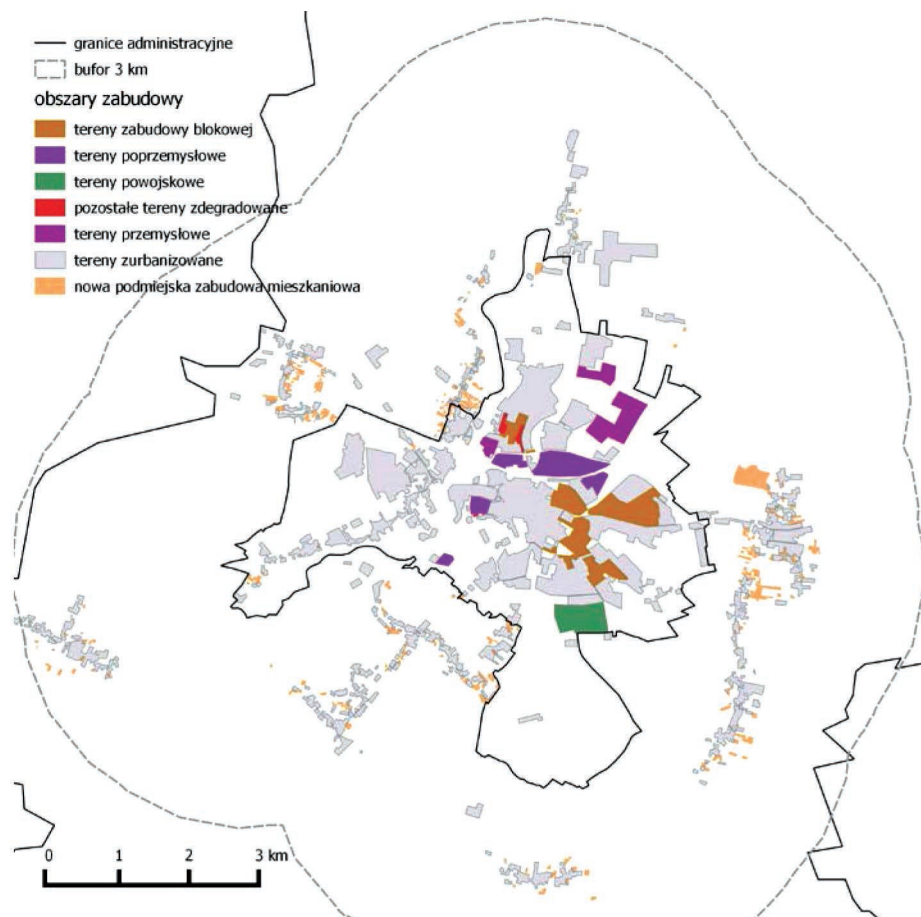 granice administracyjne
bufor 3 km
obszary zabudowy
tereny zabudowy blokowej
tereny poprzemysłowe
tereny powojskowe
pozostałe tereny zdegradowane
tereny przemysłowe
tereny zurbanizowane
nowa podmiejska zabudowa mieszkaniowa
0 1 2 3 km